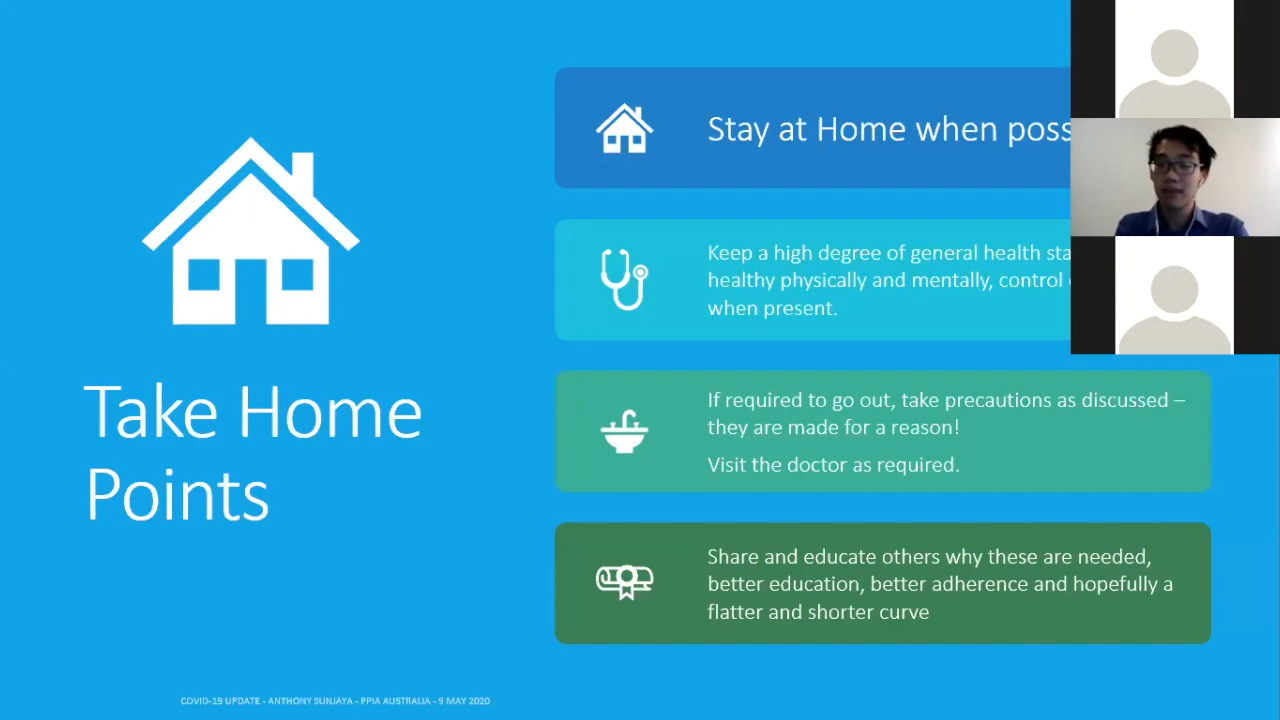 Take Home
Points
Stay at Home when poss
Keep a high degree of general health sta
healthy physically and mentally, control
when present.
If required to go out, take precautions as discussed –
they are made for a reason!
Visit the doctor as required.
Share and educate others why these are needed,
better education, better adherence and hopefully a
flatter and shorter curve
COVID-19 UPDATE - ANTHONY SUNJAYA - PPIA AUSTRALIA - 9 MAY 2020